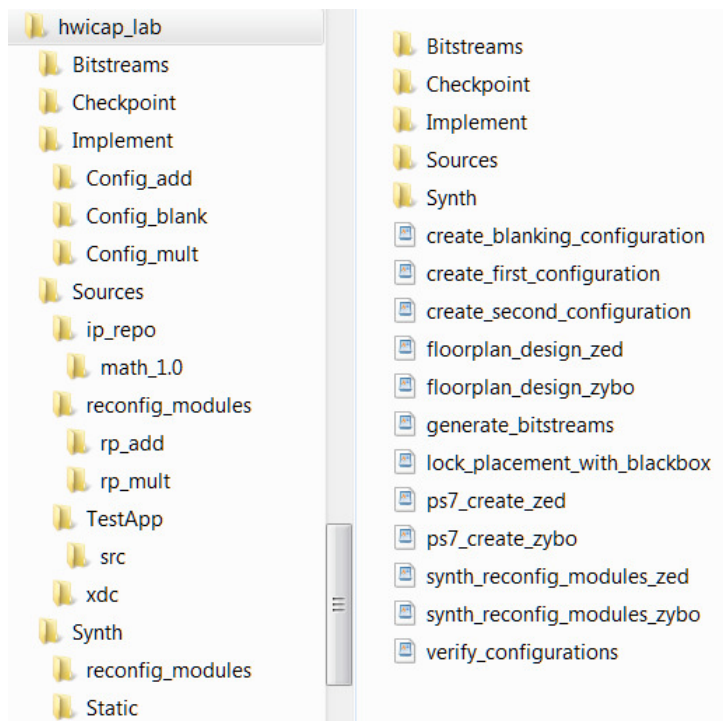 hwicap_lab
Bitstreams
Checkpoint
Implement
Config_add
Config_blank
Config_mult
Sources
ip_repo
math_1.0
reconfig_modules
rp_add
rp_mult
TestApp
src
xdc
Synth
reconfig_modules
Static
Bitstreams
Checkpoint
Implement
Sources
Synth
create_blanking_configuration
create_first_configuration
create_second_configuration
floorplan_design_zed
floorplan_design_zybo
generate_bitstreams
lock_placement_with_blackbox
ps7_create_zed
ps7_create_zybo
synth_reconfig_modules_zed
synth_reconfig_modules_zybo
verify_configurations